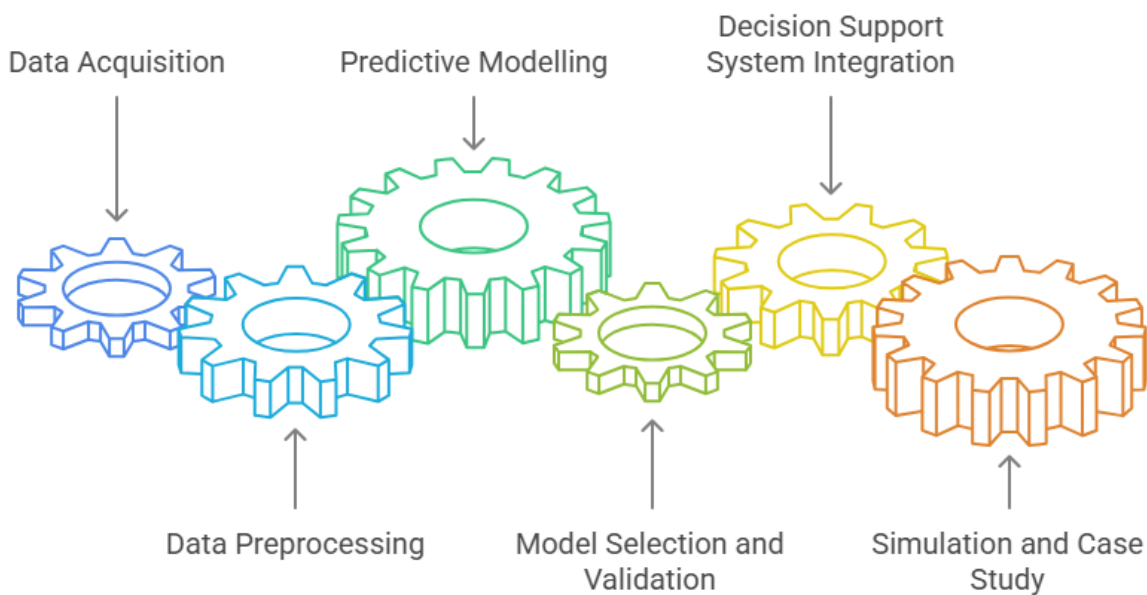 Data Acquisition
Predictive Modelling
Decision Support
System Integration
Data Preprocessing
Model Selection and
Validation
Simulation and Case
Study